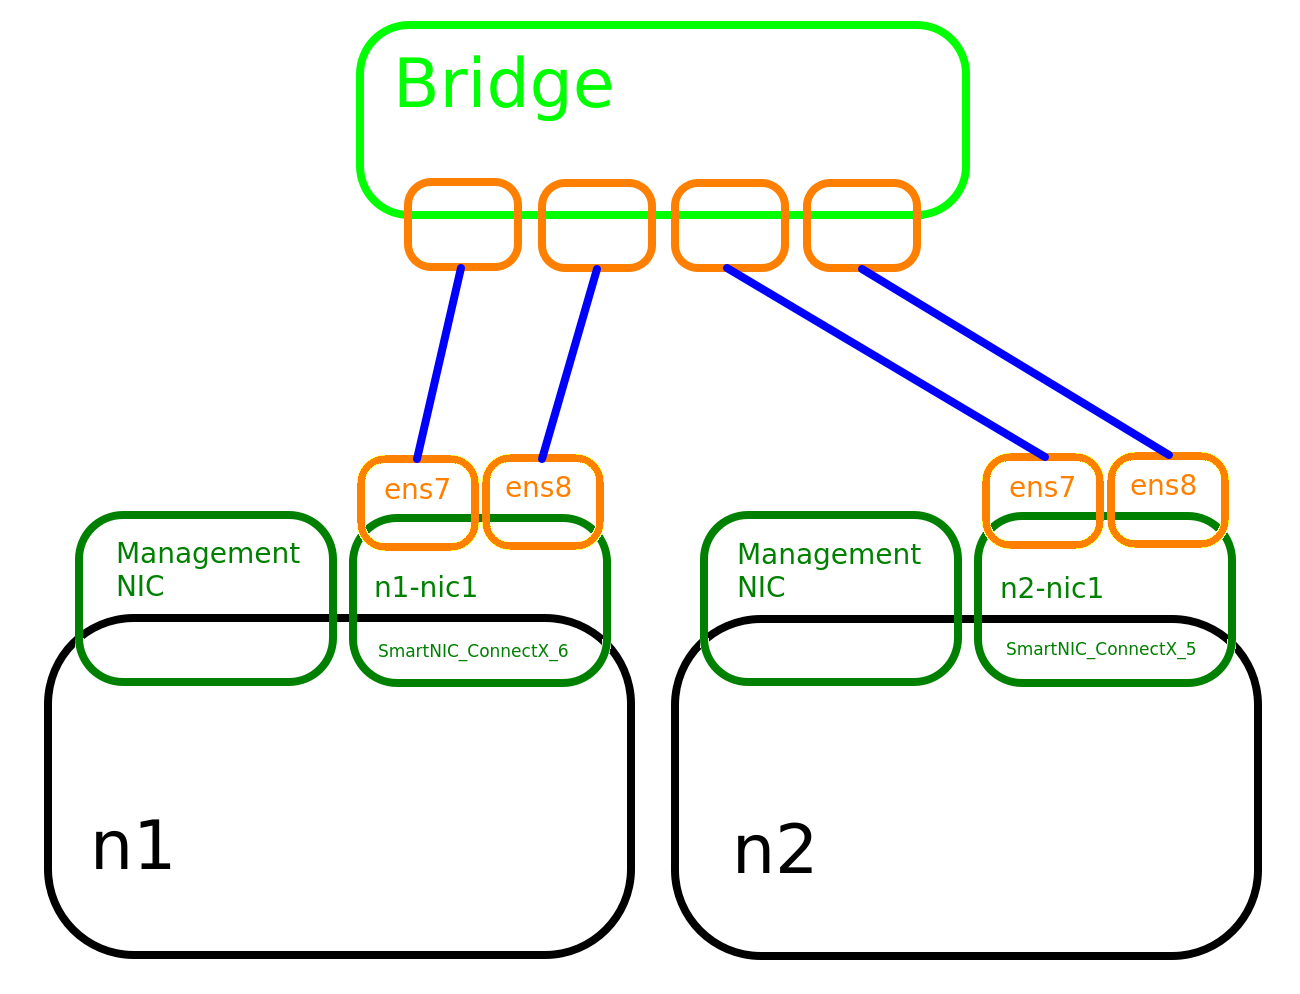 Bridge
ens7
ens8
ens7
ens8
Management
NIC
n1-nic1
SmartNIC_ConnectX_6
Management
NIC
n2-nic1
SmartNIC_ConnectX_5
n1
n2